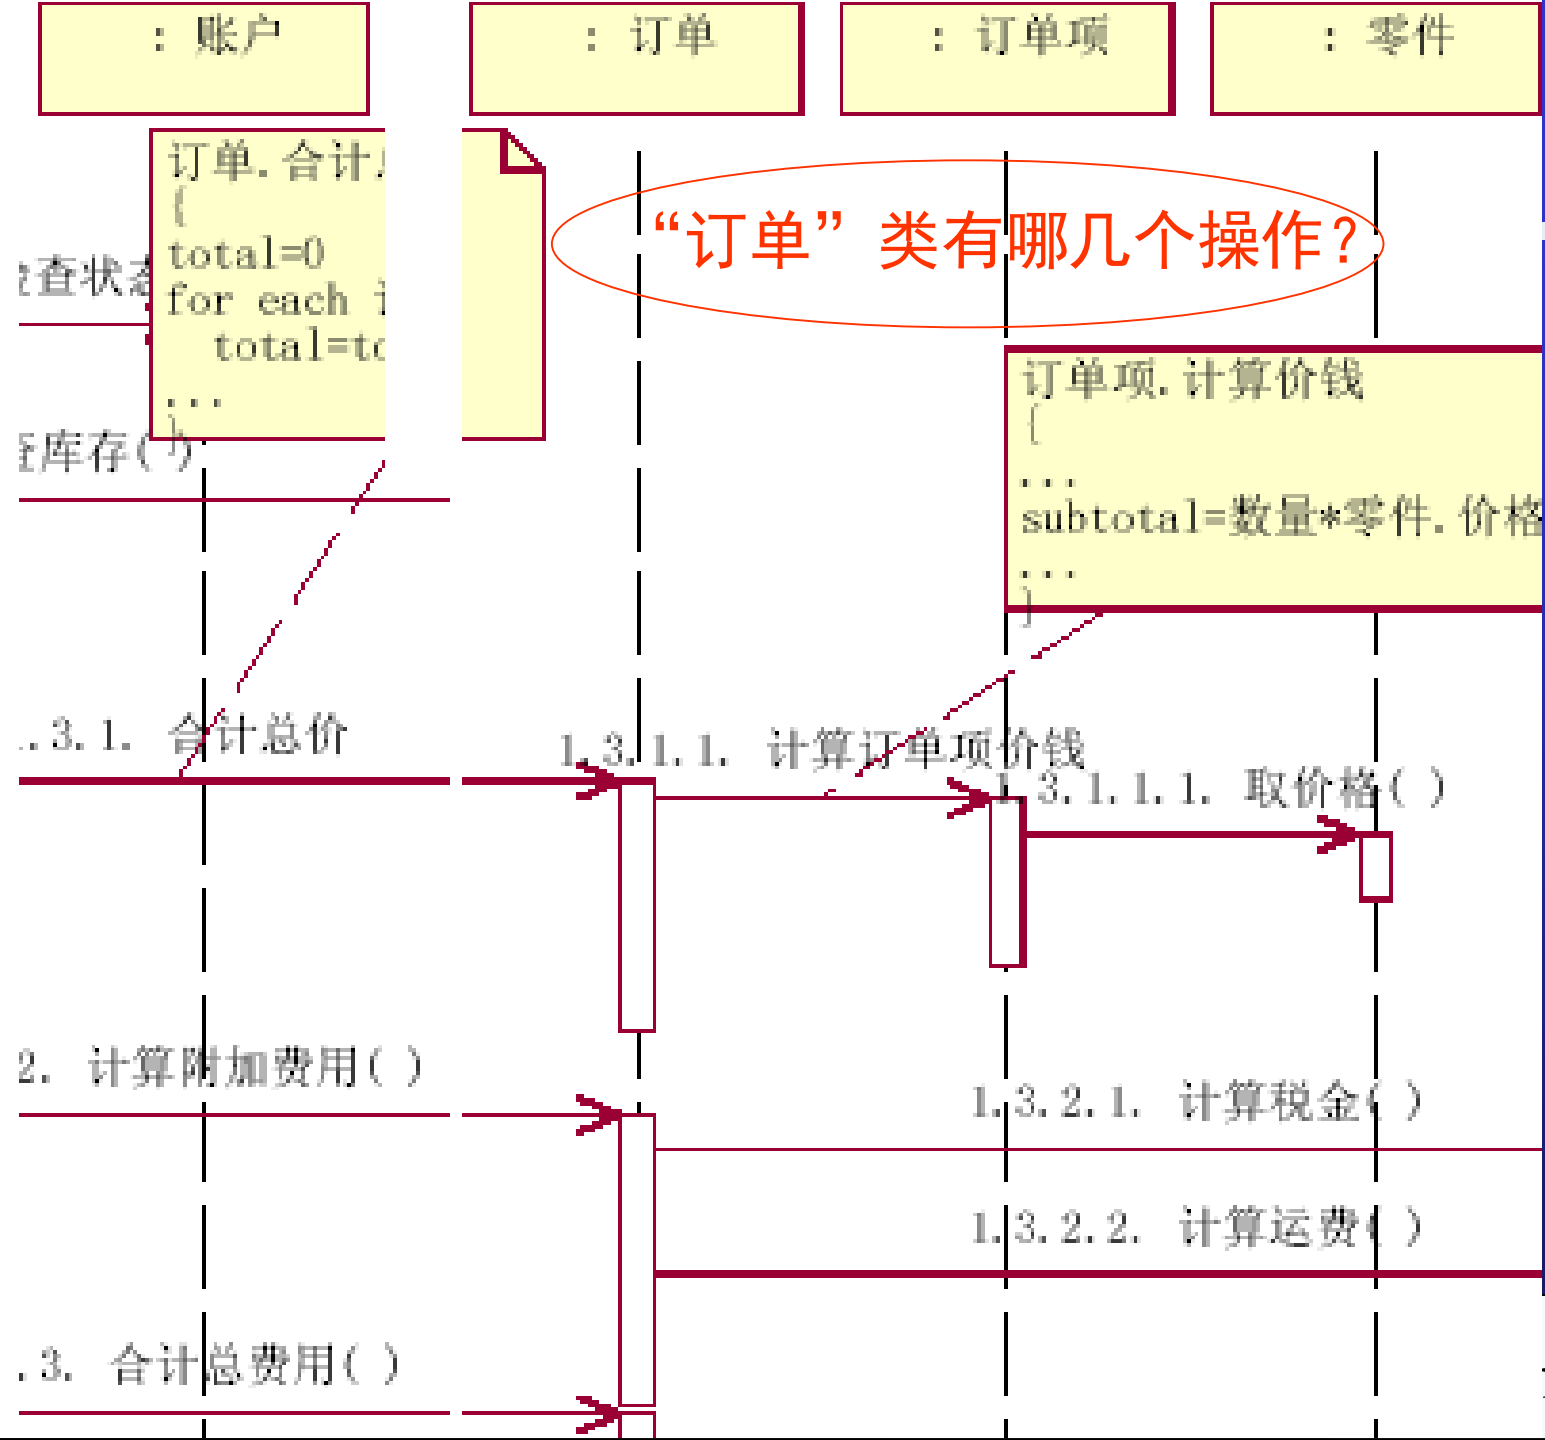 : 账户
: 订单
: 订单项
: 零件
订单.合计
{
total=0
for each
total=to
...
}
“订单”类有哪几个操作?
查状态
库存( )
订单项.计算价钱
{
...
subtotal=数量*零件.价格
...
}
.3.1. 合计总价
1.3.1.1. 计算订单项价钱
1.3.1.1.1. 取价格( )
2. 计算附加费用( )
1.3.2.1. 计算税金( )
1.3.2.2. 计算运费( )
.3. 合计总费用( )